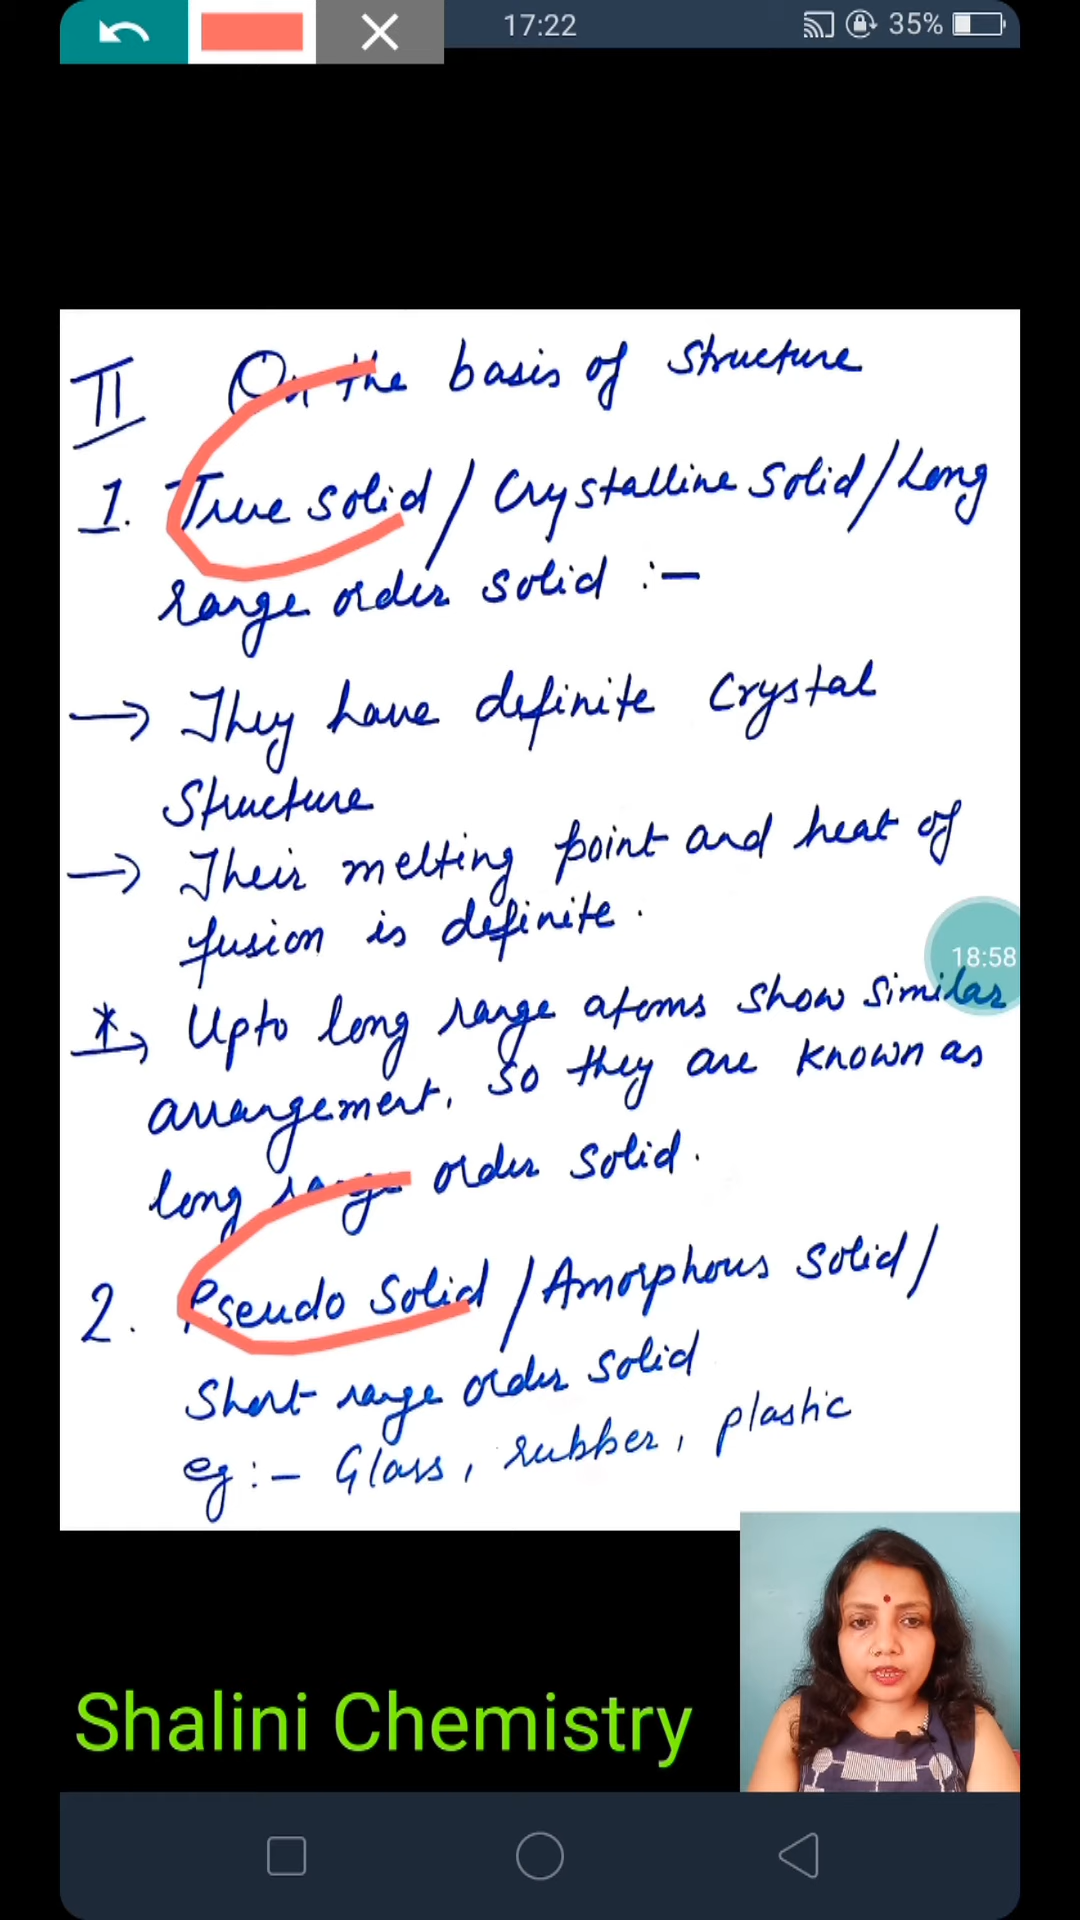 17:22
35%
II On the basis of structure
1. True solid / Crystalline solid / Long
range order solid :-
→ They have definite crystal
structure
→ Their melting point and heat of
fusion is definite.
18:58
*→ Upto long range atoms show similar
arrangement. So they are known as
long range order solid.
2. Pseudo solid / Amorphous solid /
Short range order solid
eg :- Glass, rubber, plastic
Shalini Chemistry